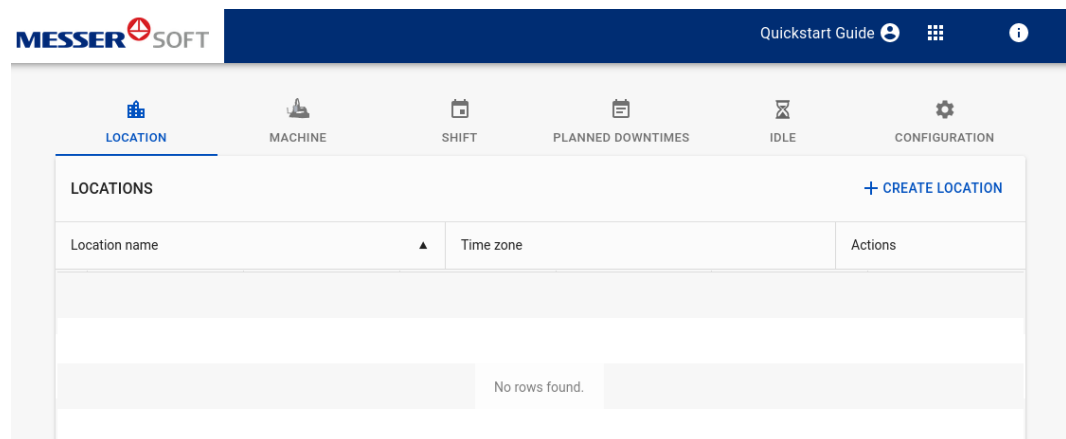 MESSER SOFT
Quickstart Guide
LOCATION MACHINE SHIFT PLANNED DOWNTIMES IDLE CONFIGURATION
LOCATIONS
+ CREATE LOCATION
Location name ▲ Time zone Actions
No rows found.